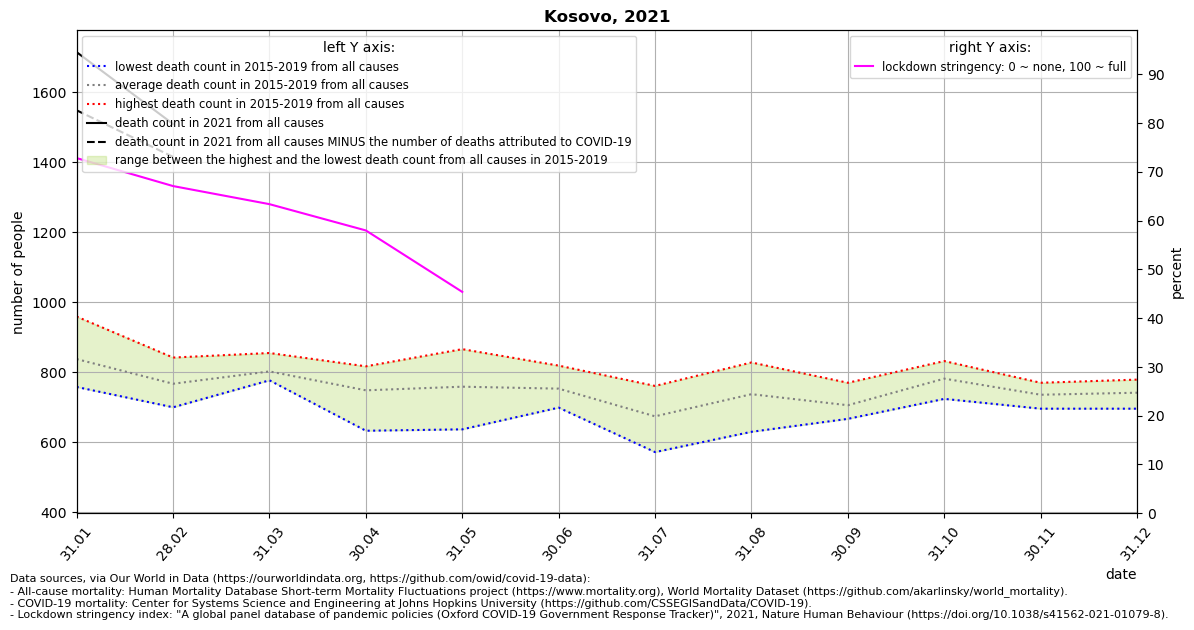 Kosovo, 2021
left Y axis:
lowest death count in 2015-2019 from all causes
average death count in 2015-2019 from all causes
highest death count in 2015-2019 from all causes
death count in 2021 from all causes
death count in 2021 from all causes MINUS the number of deaths attributed to COVID-19
range between the highest and the lowest death count from all causes in 2015-2019
right Y axis:
lockdown stringency: 0 ~ none, 100 ~ full
number of people
1600
1400
1200
1000
800
600
400
percent
90
80
70
60
50
40
30
20
10
0
31.01
28.02
31.03
30.04
31.05
30.06
31.07
31.08
30.09
31.10
30.11
31.12
date
Data sources, via Our World in Data (https://ourworldindata.org, https://github.com/owid/covid-19-data):
- All-cause mortality: Human Mortality Database Short-term Mortality Fluctuations project (https://www.mortality.org), World Mortality Dataset (https://github.com/akarlinsky/world_mortality).
- COVID-19 mortality: Center for Systems Science and Engineering at Johns Hopkins University (https://github.com/CSSEGISandData/COVID-19).
- Lockdown stringency index: "A global panel database of pandemic policies (Oxford COVID-19 Government Response Tracker)", 2021, Nature Human Behaviour (https://doi.org/10.1038/s41562-021-01079-8).